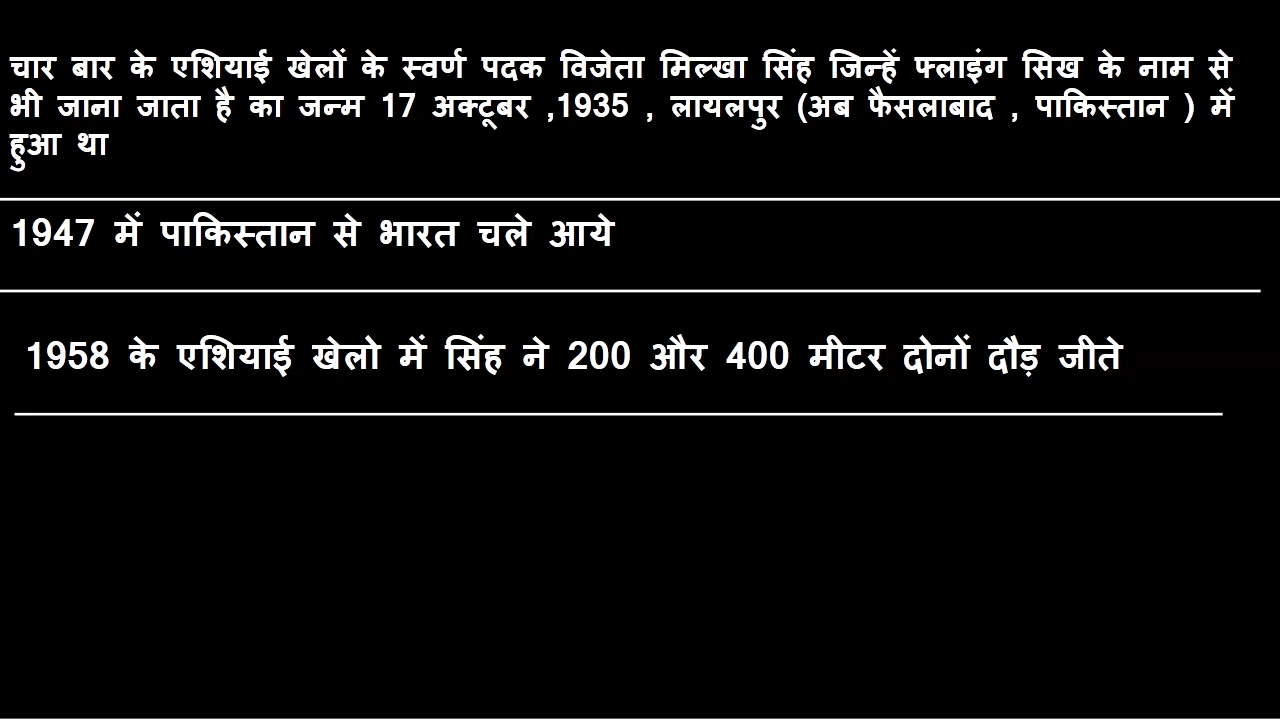 चार बार के एशियाई खेलों के स्वर्ण पदक विजेता मिल्खा सिंह जिन्हें फ्लाइंग सिख के नाम से
भी जाना जाता है का जन्म 17 अक्टूबर ,1935 , लायलपुर (अब फैसलाबाद , पाकिस्तान ) में
हुआ था
1947 में पाकिस्तान से भारत चले आये
1958 के एशियाई खेलो में सिंह ने 200 और 400 मीटर दोनों दौड़ जीते